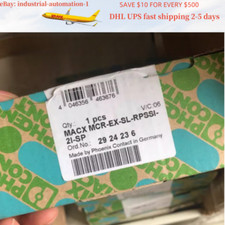 eBay: industrial-automation-1
SAVE $10 FOR EVERY $500
DHL
DHL UPS fast shipping 2-5 days
4 046356 463676
V/C:06
Qty.: 1 pcs
MACX MCR-EX-SL-RPSSI-
2I-SP
Ord.No.: 29 24 23 6
Made by Phoenix Contact in Germany